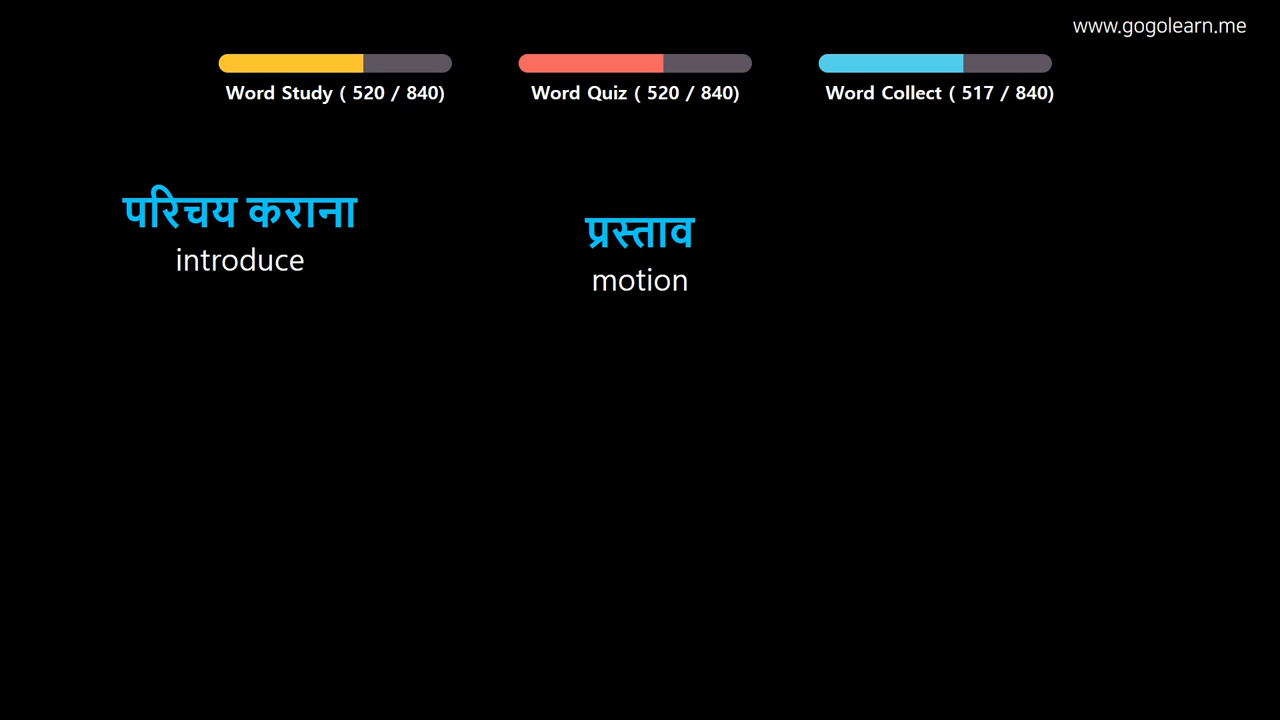 www.gogolearn.me
Word Study ( 520 / 840)
Word Quiz ( 520 / 840)
Word Collect ( 517 / 840)
परिचय कराना
introduce
प्रस्ताव
motion